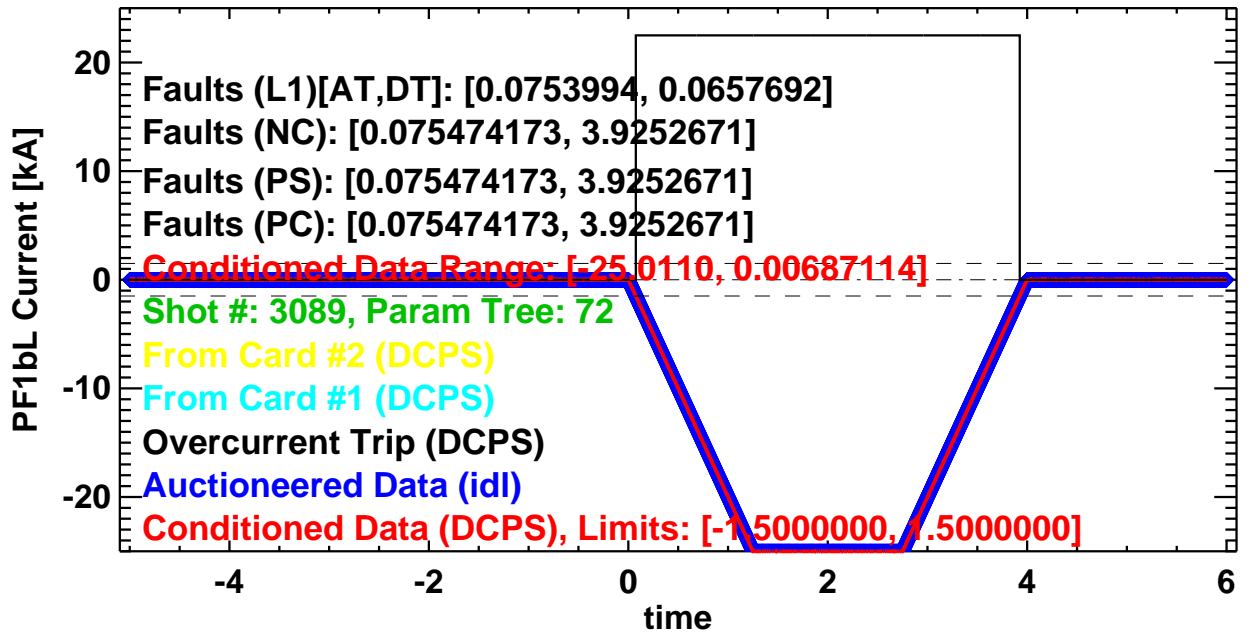 20
10
0
-10
-20
PF1bL Current [kA]
Faults (L1)[AT,DT]: [0.0753994, 0.0657692]
Faults (NC): [0.075474173, 3.9252671]
Faults (PS): [0.075474173, 3.9252671]
Faults (PC): [0.075474173, 3.9252671]
Conditioned Data Range: [-25.0110, 0.00687114]
Shot #: 3089, Param Tree: 72
From Card #2 (DCPS)
From Card #1 (DCPS)
Overcurrent Trip (DCPS)
Auctioneered Data (idl)
Conditioned Data (DCPS), Limits: [-1.5000000, 1.5000000]
-4 -2 0 2 4 6
time